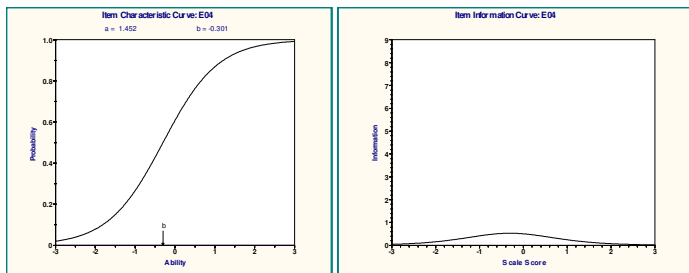 Item Characteristic Curve: E04
a = 1.452 b = -0.301
1.0
0.8
0.6
0.4
0.2
0
Probability
b
-3 -2 -1 0 1 2 3
Ability
Item Information Curve: E04
9
8
7
6
5
4
3
2
1
0
Information
-3 -2 -1 0 1 2 3
Scale Score